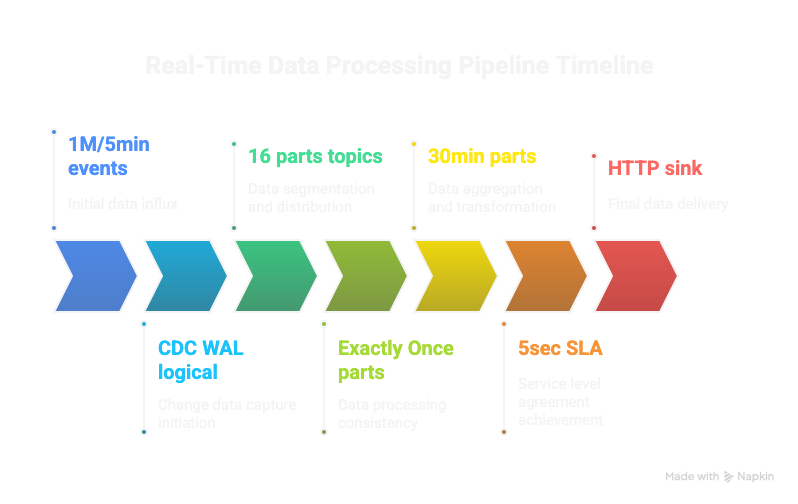 Real-Time Data Processing Pipeline Timeline
1M/5min
events
Initial data influx
16 parts topics
Data segmentation
and distribution
30min parts
Data aggregation
and transformation
HTTP sink
Final data delivery
CDC WAL
logical
Change data capture
initiation
Exactly Once
parts
Data processing
consistency
5sec SLA
Service level
agreement
achievement
Made with Napkin